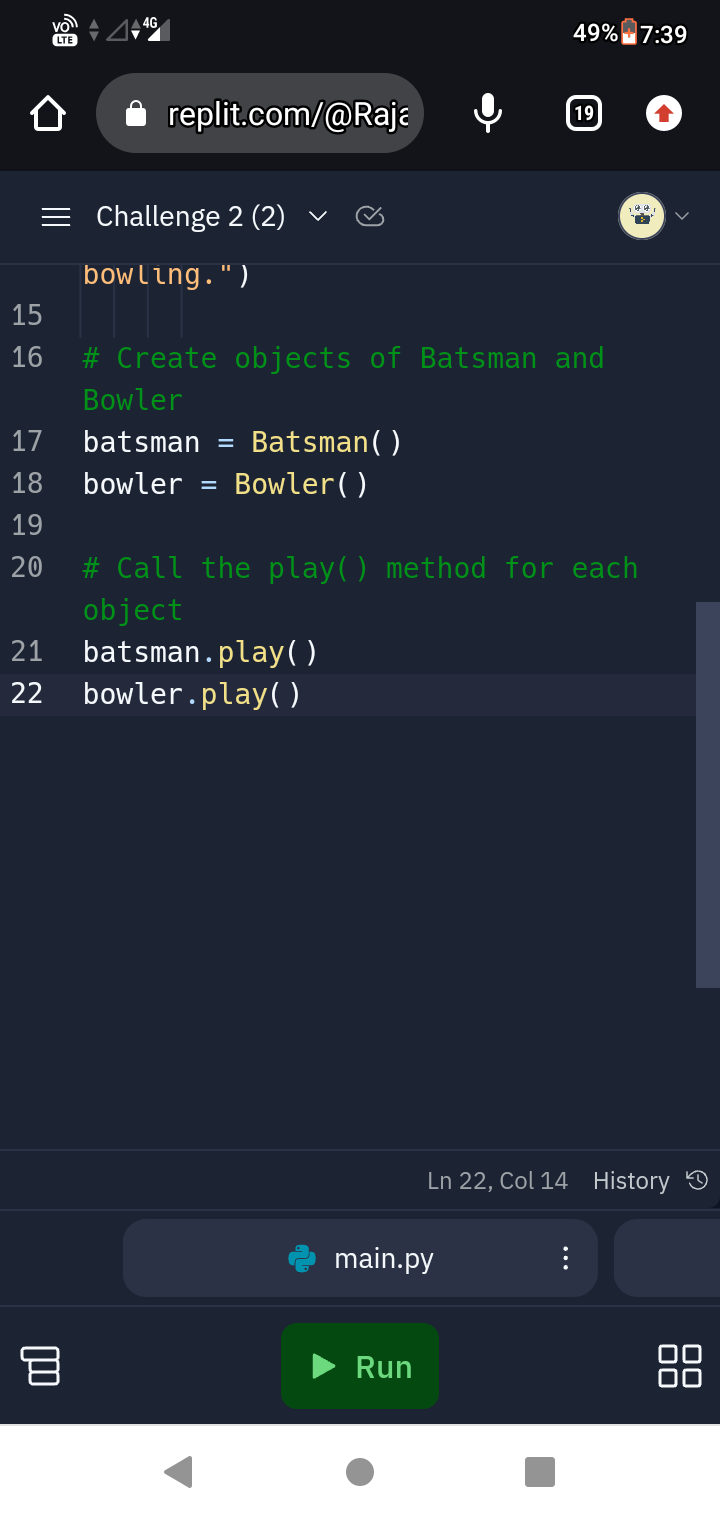 VO LTE 4G 49% 7:39
replit.com/@Raja 19
Challenge 2 (2)
bowling.")
15
16 # Create objects of Batsman and
Bowler
17 batsman = Batsman()
18 bowler = Bowler()
19
20 # Call the play() method for each
object
21 batsman.play()
22 bowler.play()
Ln 22, Col 14 History
main.py
Run